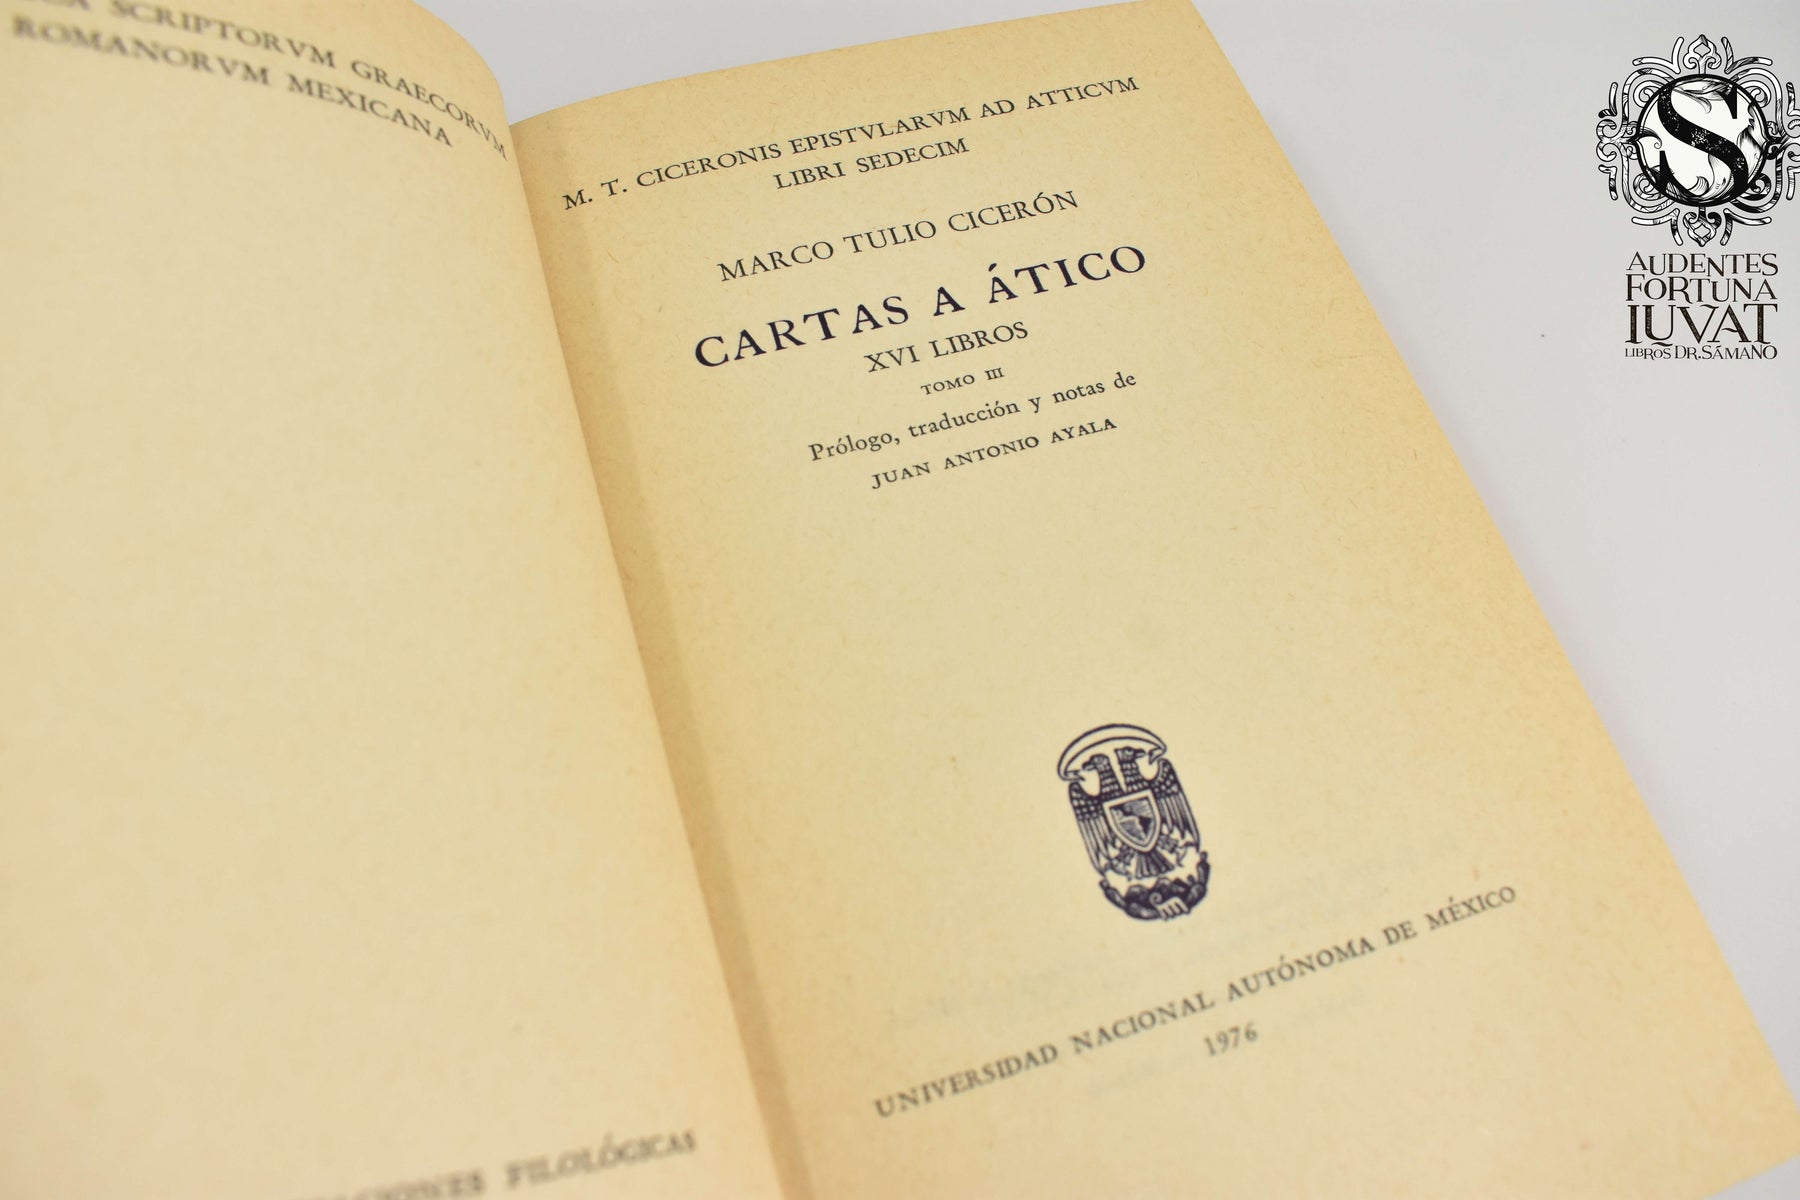 SCRIPTORVM GRAECORVM
ROMANORVM MEXICANA
FILOLÓGICAS
M. T. CICERONIS EPISTVLARVM AD ATTICVM
LIBRI SEDECIM
MARCO TULIO CICERÓN
CARTAS A ÁTICO
XVI LIBROS
TOMO III
Prólogo, traducción y notas de
JUAN ANTONIO AYALA
UNIVERSIDAD NACIONAL AUTÓNOMA DE MÉXICO
1976
S
AUDENTES
FORTUNA
IUVAT
LIBROS DR. SÁMANO